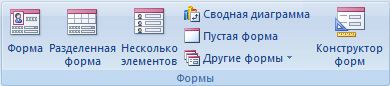 Форма
Разделенная
форма
Несколько
элементов
Сводная диаграмма
Пустая форма
Другие формы
Конструктор
форм
Формы